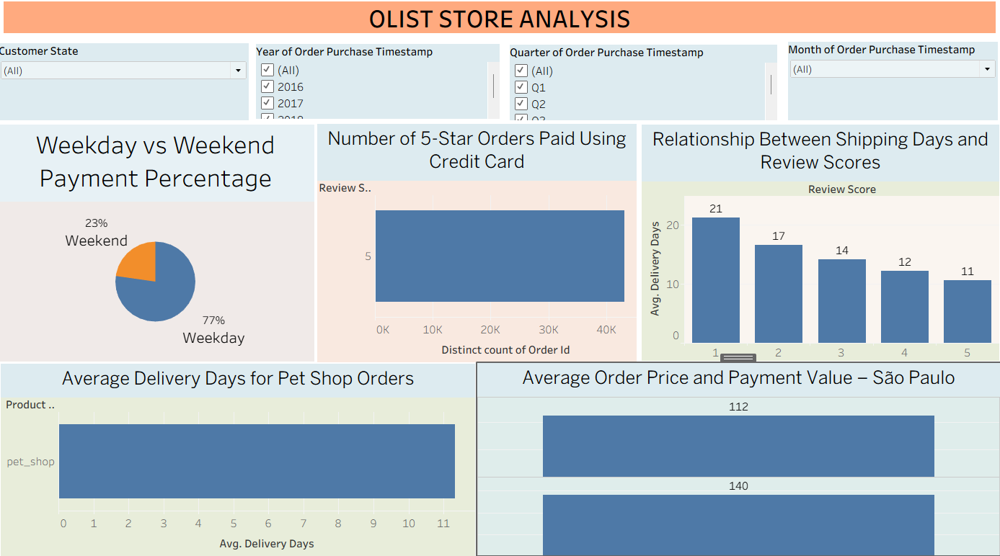 OLIST STORE ANALYSIS
Customer State
(All)
Year of Order Purchase Timestamp
(All)
2016
2017
2018
Quarter of Order Purchase Timestamp
(All)
Q1
Q2
Q3
Month of Order Purchase Timestamp
(All)
Weekday vs Weekend
Payment Percentage
23%
Weekend
77%
Weekday
Number of 5-Star Orders Paid Using
Credit Card
Review S..
5
0K 10K 20K 30K 40K
Distinct count of Order Id
Relationship Between Shipping Days and
Review Scores
Review Score
Avg. Delivery Days
20
10
0
21
17
14
12
11
1 2 3 4 5
Average Delivery Days for Pet Shop Orders
Product ..
pet_shop
0 1 2 3 4 5 6 7 8 9 10 11
Avg. Delivery Days
Average Order Price and Payment Value – São Paulo
112
140